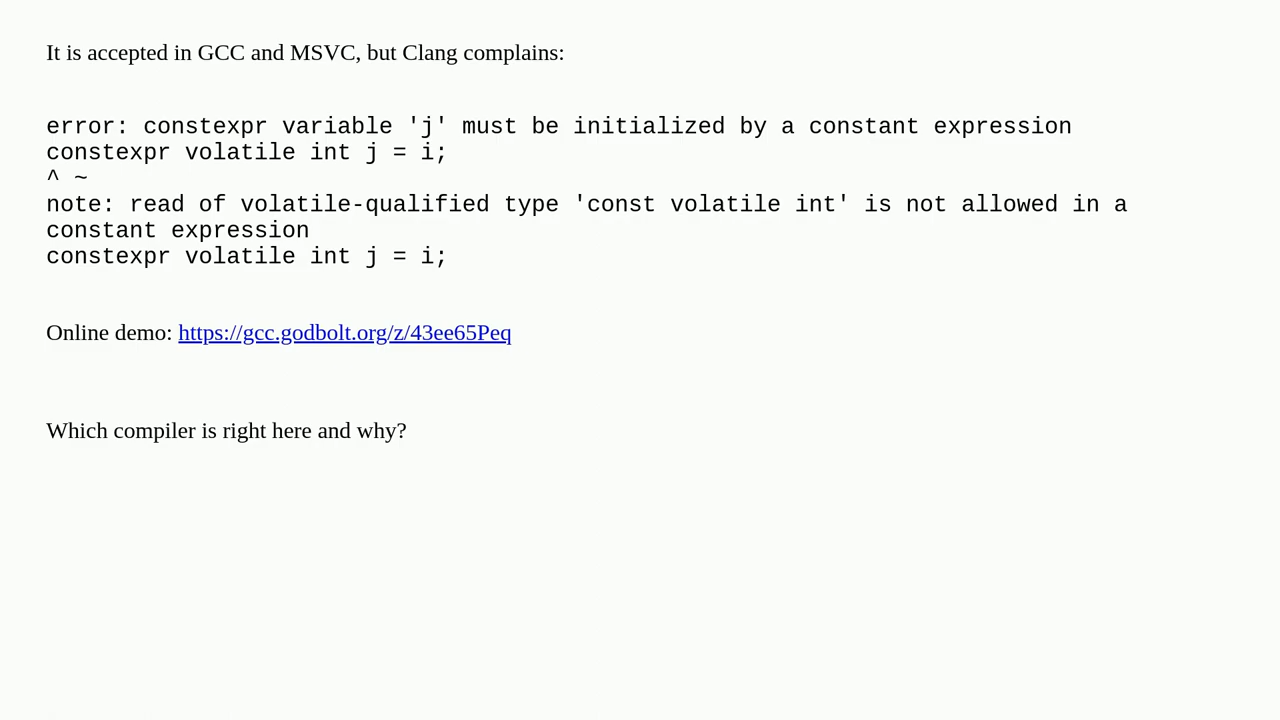 It is accepted in GCC and MSVC, but Clang complains:
error: constexpr variable 'j' must be initialized by a constant expression
constexpr volatile int j = i;
^ ~
note: read of volatile-qualified type 'const volatile int' is not allowed in a
constant expression
constexpr volatile int j = i;
Online demo: https://gcc.godbolt.org/z/43ee65Peq
Which compiler is right here and why?